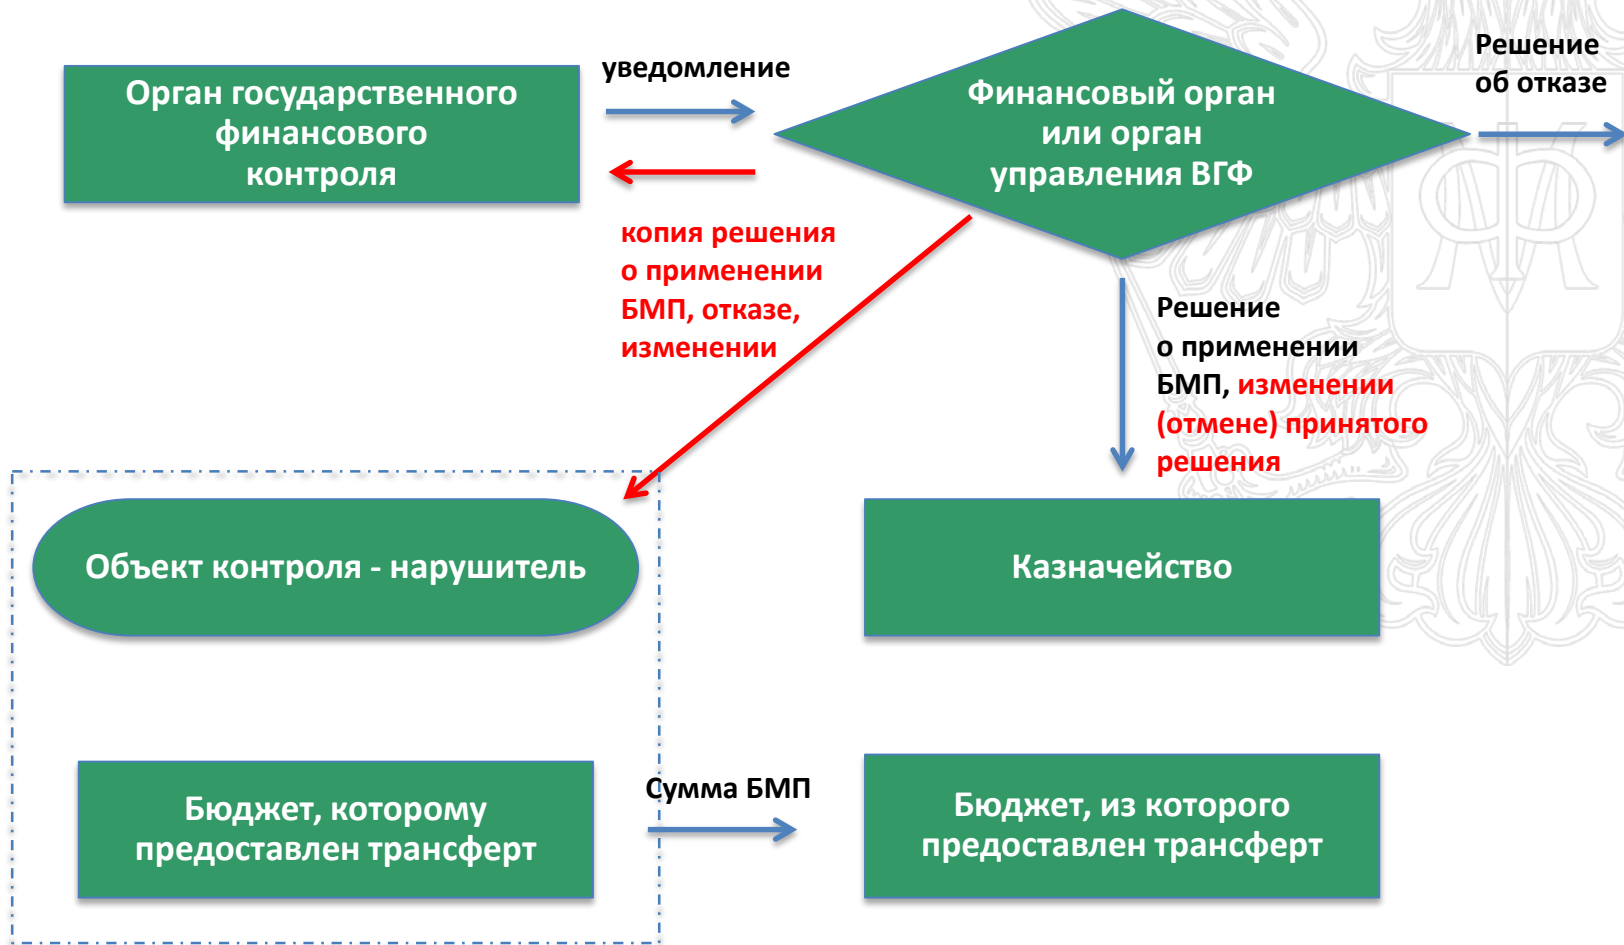 Орган государственного
финансового
контроля
уведомление
Финансовый орган
или орган
управления ВГФ
Решение
об отказе
копия решения
о применении
БМП, отказе,
изменении
Решение
о применении
БМП, изменении
(отмене) принятого
решения
Объект контроля - нарушитель
Казначейство
Бюджет, которому
предоставлен трансферт
Сумма БМП
Бюджет, из которого
предоставлен трансферт